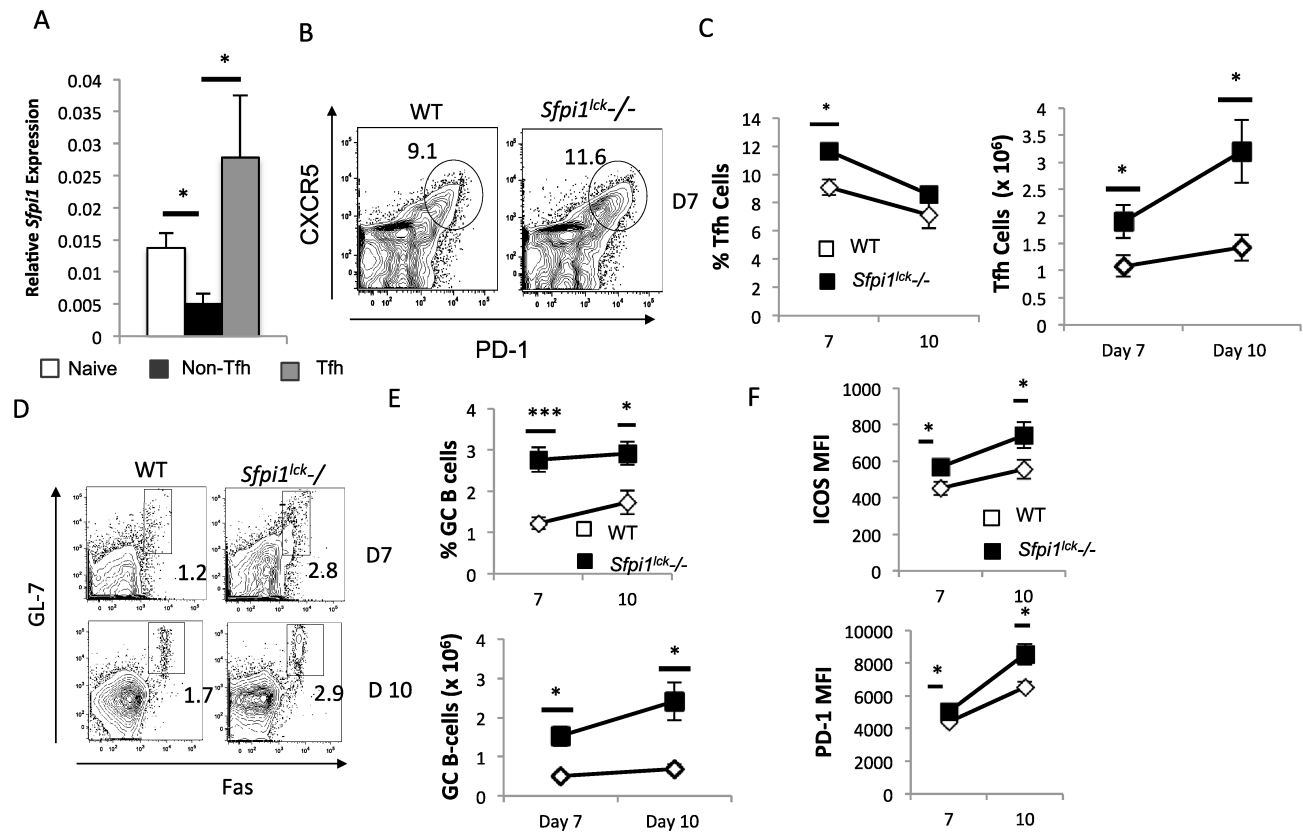 A
Relative Sfpi1 Expression
0.04
0.035
0.03
0.025
0.02
0.015
0.01
0.005
0
*
*
Naive Non-Tfh Tfh
B
WT Sfpi1lck-/-
CXCR5
9.1 11.6
D7
PD-1
C
% Tfh Cells
14
12
10
8
6
4
2
0
*
WT
Sfpi1lck-/-
7 10
Tfh Cells (x 10⁶)
4
3.5
3
2.5
2
1.5
1
0.5
0
*
*
Day 7 Day 10
D
WT Sfpi1lck-/
GL-7
1.2 2.8 D7
1.7 2.9 D 10
Fas
E
% GC B cells
4
3
2
1
0
*** *
WT
Sfpi1lck-/-
7 10
GC B-cells (x 10⁶)
4
3
2
1
0
* *
Day 7 Day 10
F
ICOS MFI
1000
800
600
400
200
0
* *
WT
Sfpi1lck-/-
7 10
PD-1 MFI
10000
8000
6000
4000
2000
0
* *
7 10